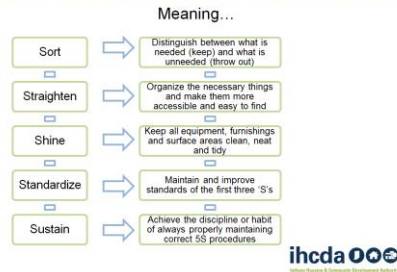 Meaning…
Sort
Distinguish between what is
needed (keep) and what is
unneeded (throw out)
Straighten
Organize the necessary things
and make them more
accessible and easy to find
Shine
Keep all equipment, furnishings
and surface areas clean, neat
and tidy
Standardize
Maintain and improve
standards of the first three 'S's
Sustain
Achieve the discipline or habit
of always properly maintaining
correct 5S procedures
ihcda
Indiana Housing & Community Development Authority